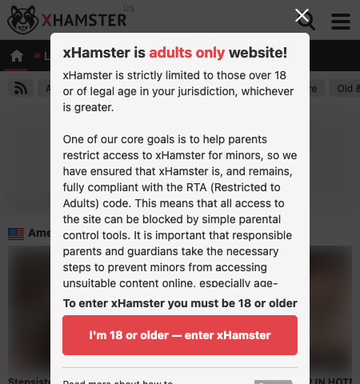 US
XHAMSTER
xHamster is adults only website!
xHamster is strictly limited to those over 18
or of legal age in your jurisdiction, whichever
is greater.
One of our core goals is to help parents
restrict access to xHamster for minors, so we
have ensured that xHamster is, and remains,
fully compliant with the RTA (Restricted to
Adults) code. This means that all access to
the site can be blocked by simple parental
control tools. It is important that responsible
parents and guardians take the necessary
steps to prevent minors from accessing
unsuitable content online, especially age-
To enter xHamster you must be 18 or older
I'm 18 or older — enter xHamster
Read more about how to
Ame
Old &
Stepsist
IN HOT